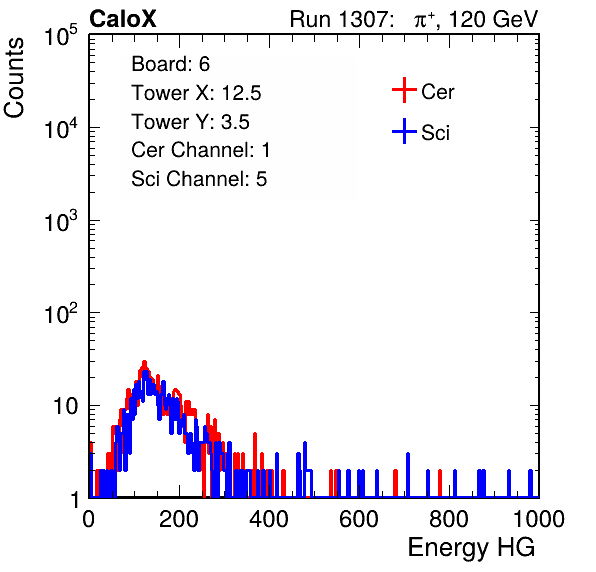 CaloX Run 1307: π⁺, 120 GeV
Counts
Board: 6
Tower X: 12.5
Tower Y: 3.5
Cer Channel: 1
Sci Channel: 5
Cer
Sci
10⁵
10⁴
10³
10²
10
1
0 200 400 600 800 1000
Energy HG